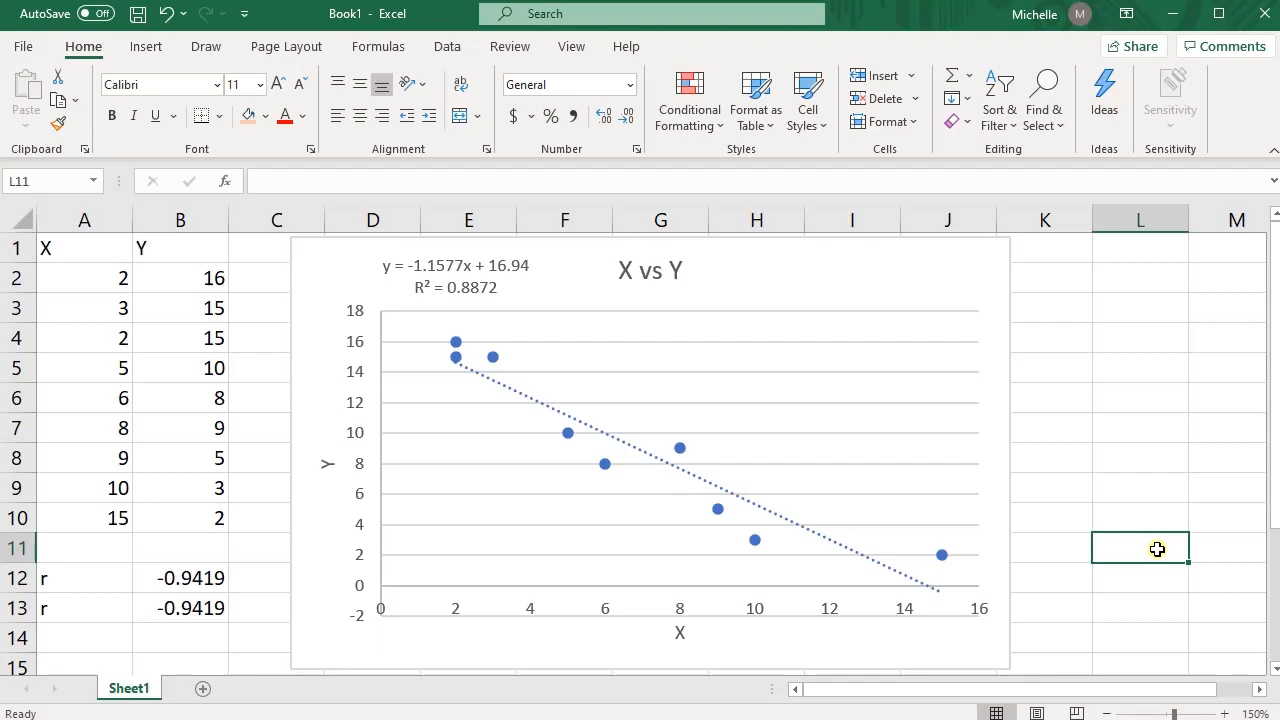 AutoSave Off Book1 - Excel Search Michelle M
File Home Insert Draw Page Layout Formulas Data Review View Help Share Comments
Paste
Clipboard
Calibri 11 A A
B I U A
Font
ab
Alignment
General
$ % 9
Number
Conditional Formatting
Format as Table
Cell Styles
Styles
Insert
Delete
Format
Cells
Sort & Filter
Find & Select
Editing
Ideas
Ideas
Sensitivity
Sensitivity
L11 fx
A B C D E F G H I J K L M
1 X Y
2 2 16
3 3 15
4 2 15
5 5 10
6 6 8
7 8 9
8 9 5
9 10 3
10 15 2
11
12 r -0.9419
13 r -0.9419
14
15
y = -1.1577x + 16.94
R² = 0.8872
X vs Y
18
16
14
12
10
8
6
4
2
0
-2
Y
0 2 4 6 8 10 12 14 16
X
Sheet1
Ready 150%